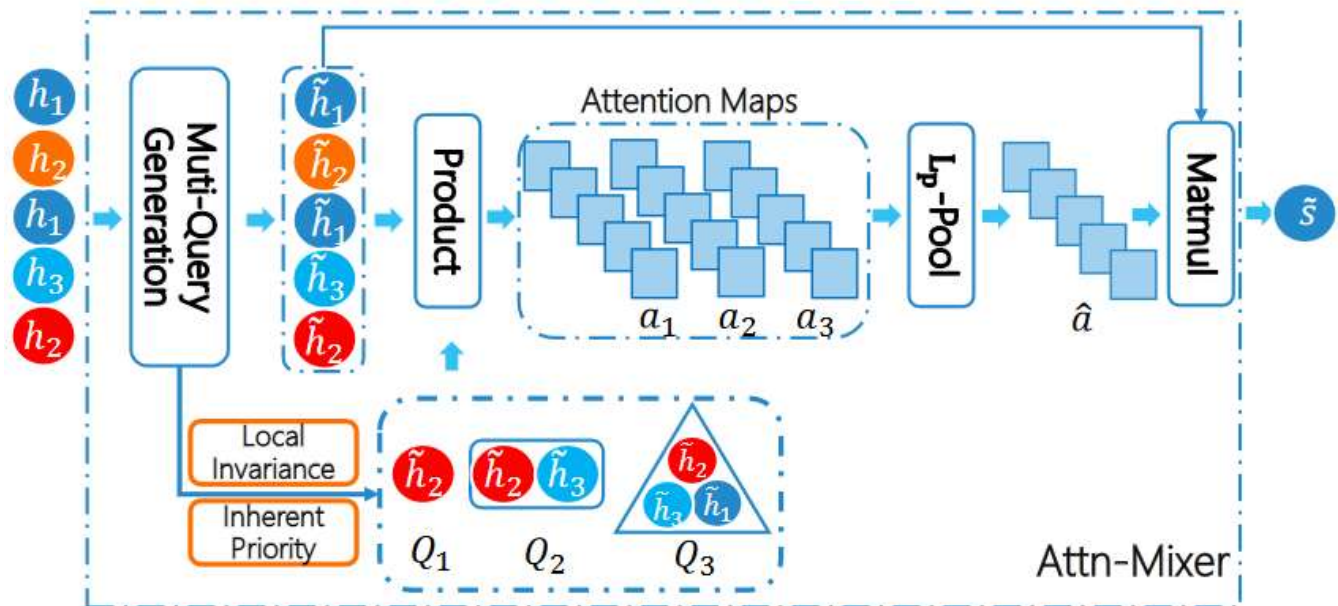 h₁
h₂
h₁
h₃
h₂
Muti-Query
Generation
h̃₁
h̃₂
h̃₁
h̃₃
h̃₂
Product
Attention Maps
a₁ a₂ a₃
Lₚ-Pool
â
Matmul
s̃
Local
Invariance
Inherent
Priority
h̃₂
h̃₂ h̃₃
h̃₂
h̃₃ h̃₁
Q₁ Q₂ Q₃
Attn-Mixer